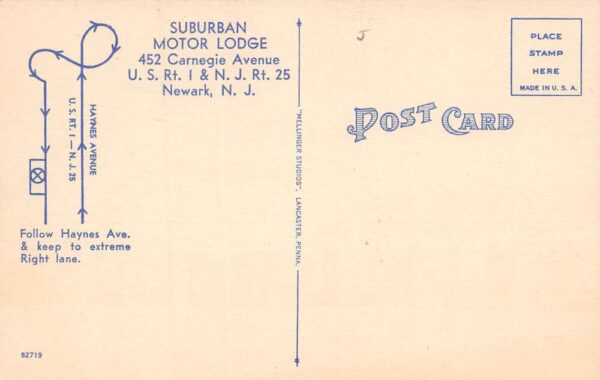 SUBURBAN
MOTOR LODGE
452 Carnegie Avenue
U. S. Rt. 1 & N. J. Rt. 25
Newark, N. J.
HAYNES AVENUE
U. S. RT. 1 — N. J. 25
Follow Haynes Ave.
& keep to extreme
Right lane.
82719
"MELLINGER STUDIOS", LANCASTER, PENNA.
J
POST CARD
PLACE
STAMP
HERE
MADE IN U. S. A.